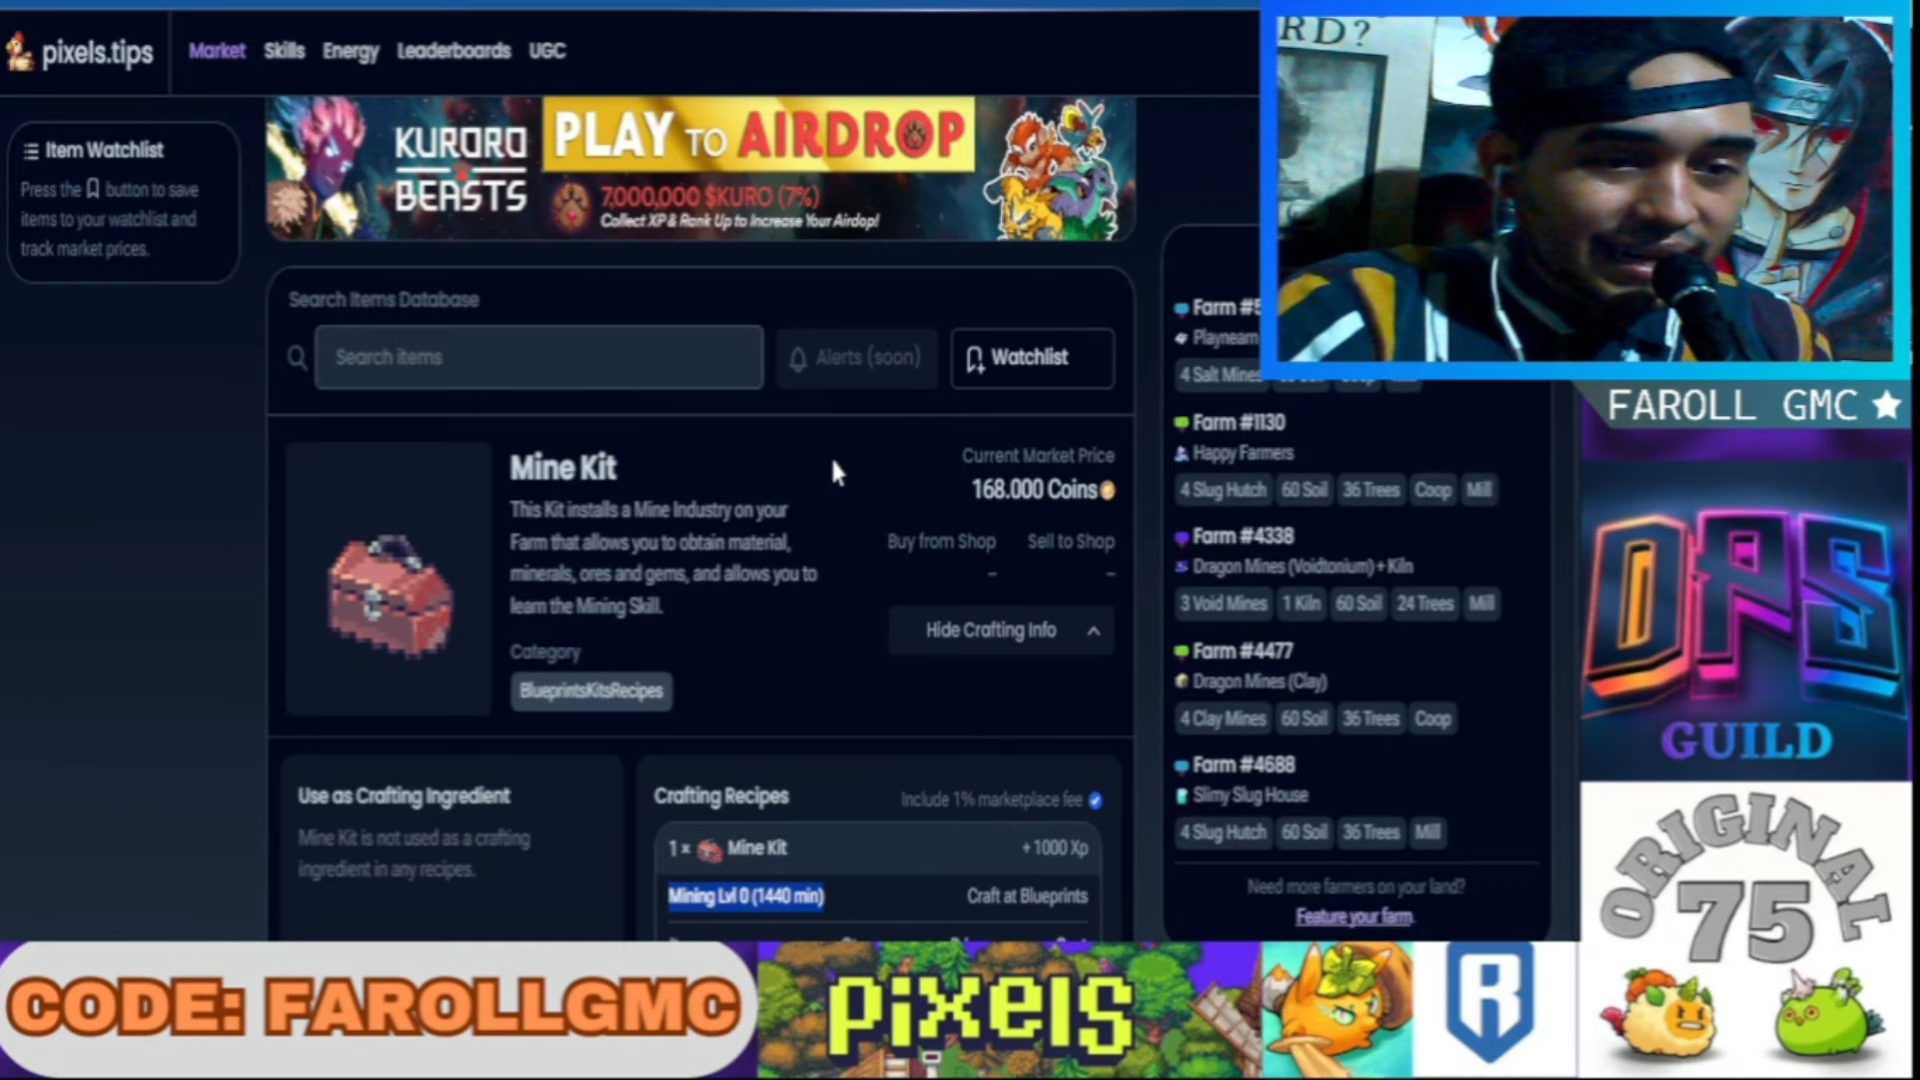 pixels.tips
Market Skills Energy Leaderboards UGC
Item Watchlist
Press the button to save
items to your watchlist and
track market prices.
KURORO
BEASTS
PLAY TO AIRDROP
7,000,000 $KURO (7%)
Collect XP & Rank Up to Increase Your Airdop!
Search Items Database
Search items
Alerts (soon)
Watchlist
Mine Kit
This Kit installs a Mine Industry on your
Farm that allows you to obtain material,
minerals, ores and gems, and allows you to
learn the Mining Skill.
Category
BlueprintsKitsRecipes
Current Market Price
168.000 Coins
Buy from Shop Sell to Shop
– –
Hide Crafting Info
Use as Crafting Ingredient
Mine Kit is not used as a crafting
ingredient in any recipes.
Crafting Recipes
Include 1% marketplace fee
1 x Mine Kit +1000 Xp
Mining Lvl 0 (1440 min) Craft at Blueprints
Farm #5
Playnearn
4 Salt Mines
Farm #1130
Happy Farmers
4 Slug Hutch 60 Soil 36 Trees Coop Mill
Farm #4338
Dragon Mines (Voidtonium) + Kiln
3 Void Mines 1 Kiln 60 Soil 24 Trees Mill
Farm #4477
Dragon Mines (Clay)
4 Clay Mines 60 Soil 36 Trees Coop
Farm #4688
Slimy Slug House
4 Slug Hutch 60 Soil 36 Trees Mill
Need more farmers on your land?
Feature your farm.
RD?
FAROLL GMC
OPS
GUILD
ORIGINAL
75
CODE: FAROLLGMC
pixels
R